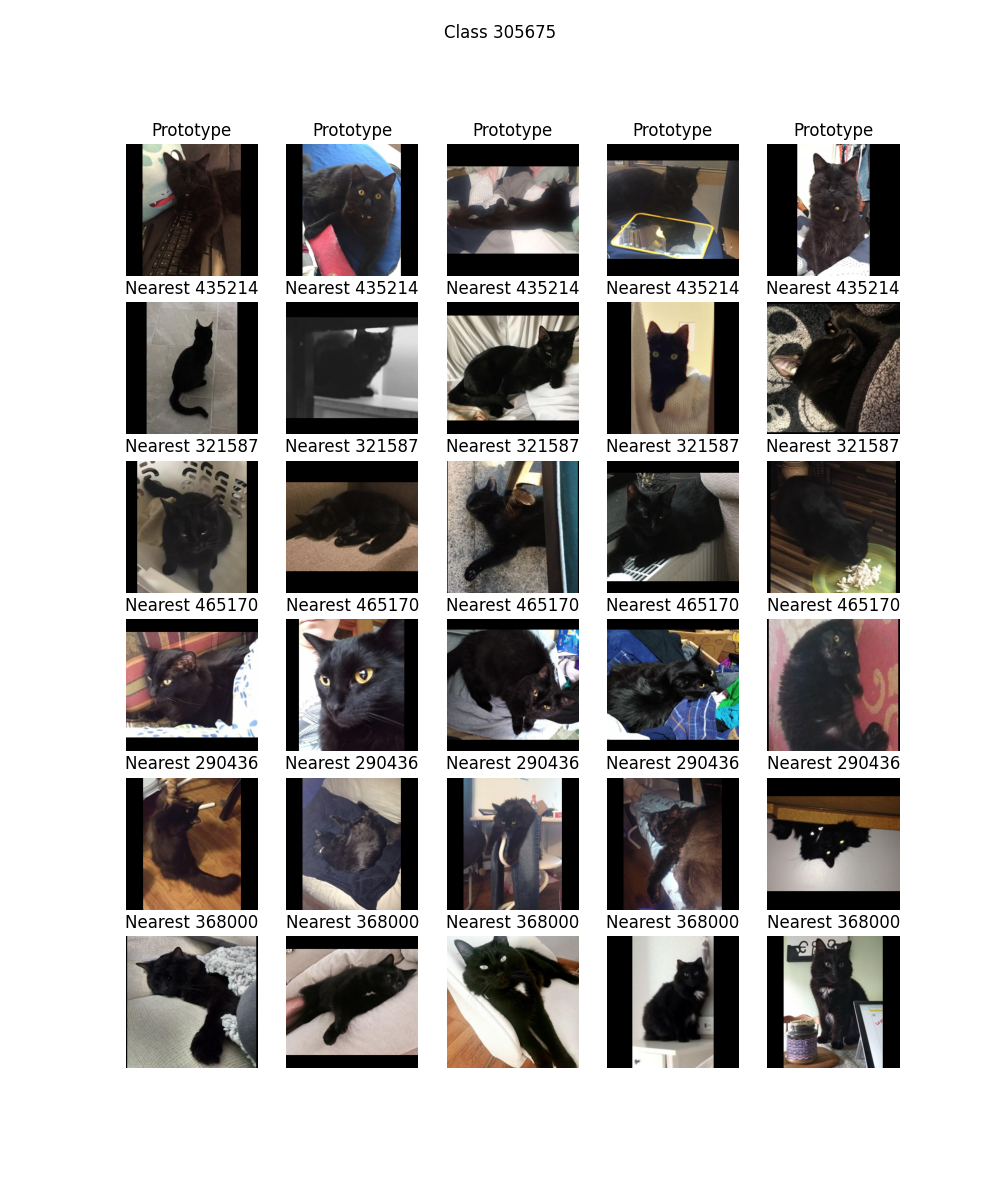 Class 305675
Prototype Prototype Prototype Prototype Prototype
Nearest 435214 Nearest 435214 Nearest 435214 Nearest 435214 Nearest 435214
Nearest 321587 Nearest 321587 Nearest 321587 Nearest 321587 Nearest 321587
Nearest 465170 Nearest 465170 Nearest 465170 Nearest 465170 Nearest 465170
Nearest 290436 Nearest 290436 Nearest 290436 Nearest 290436 Nearest 290436
Nearest 368000 Nearest 368000 Nearest 368000 Nearest 368000 Nearest 368000